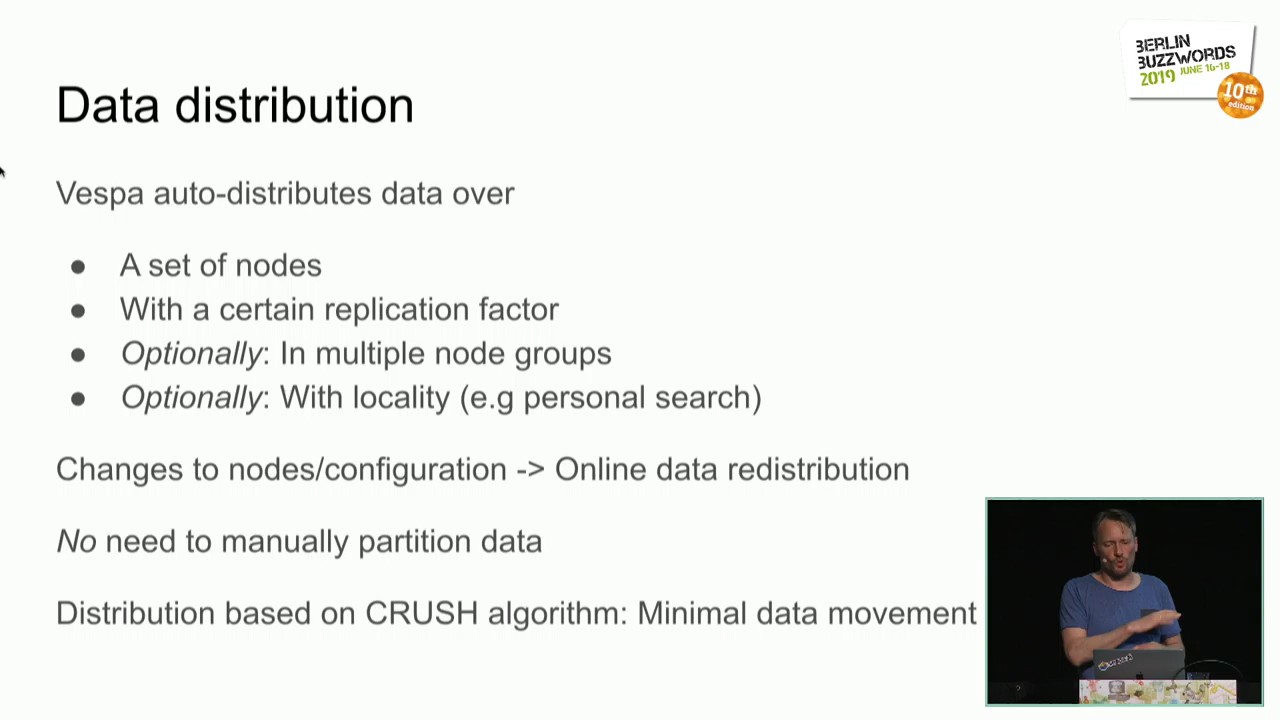 BERLIN
BUZZWORDS
2019 JUNE 16-18
10th
edition
Data distribution
Vespa auto-distributes data over
● A set of nodes
● With a certain replication factor
● Optionally: In multiple node groups
● Optionally: With locality (e.g personal search)
Changes to nodes/configuration -> Online data redistribution
No need to manually partition data
Distribution based on CRUSH algorithm: Minimal data movement